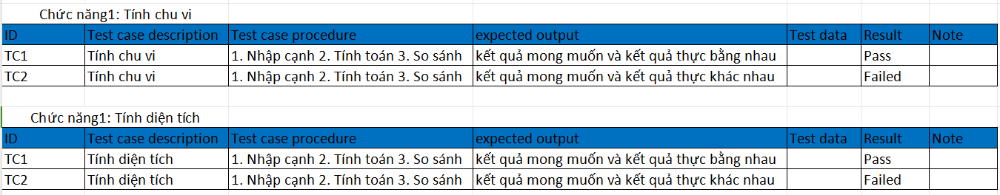 Chức năng1: Tính chu vi
ID Test case description Test case procedure expected output Test data Result Note
TC1 Tính chu vi 1. Nhập cạnh 2. Tính toán 3. So sánh kết quả mong muốn và kết quả thực bằng nhau Pass
TC2 Tính chu vi 1. Nhập cạnh 2. Tính toán 3. So sánh kết quả mong muốn và kết quả thực khác nhau Failed
Chức năng1: Tính diện tích
ID Test case description Test case procedure expected output Test data Result Note
TC1 Tính diện tích 1. Nhập cạnh 2. Tính toán 3. So sánh kết quả mong muốn và kết quả thực bằng nhau Pass
TC2 Tính diện tích 1. Nhập cạnh 2. Tính toán 3. So sánh kết quả mong muốn và kết quả thực khác nhau Failed